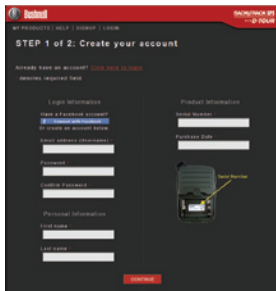 Bushnell
BACKTRACK GPS
D-TOUR
MY PRODUCTS | HELP | SIGNUP | LOGIN
STEP 1 of 2: Create your account
Already have an account? Click here to login
* denotes required field
Login Information
Have a Facebook account?
Connect with Facebook
Or create an account below.
Email address (Username)
Password
Confirm Password
Personal Information
First name
Last name
Product Information
Serial Number
Purchase Date
Serial Number
CONTINUE